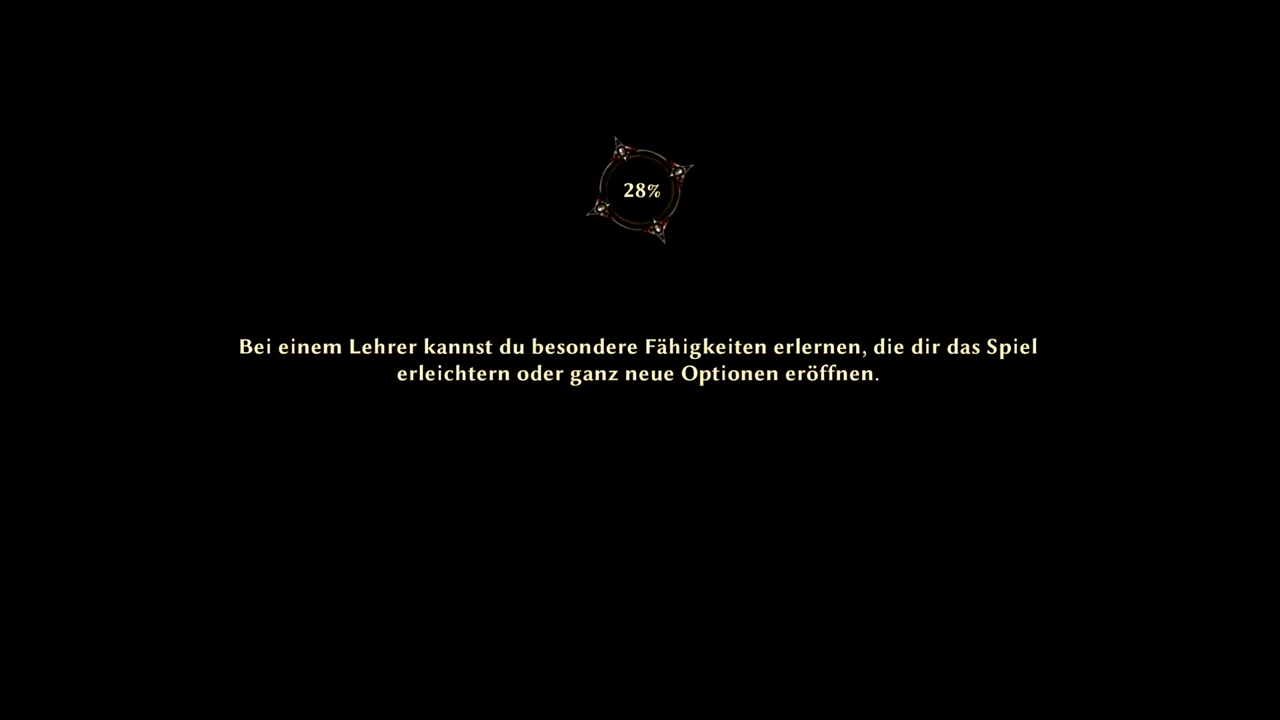 28%
Bei einem Lehrer kannst du besondere Fähigkeiten erlernen, die dir das Spiel
erleichtern oder ganz neue Optionen eröffnen.